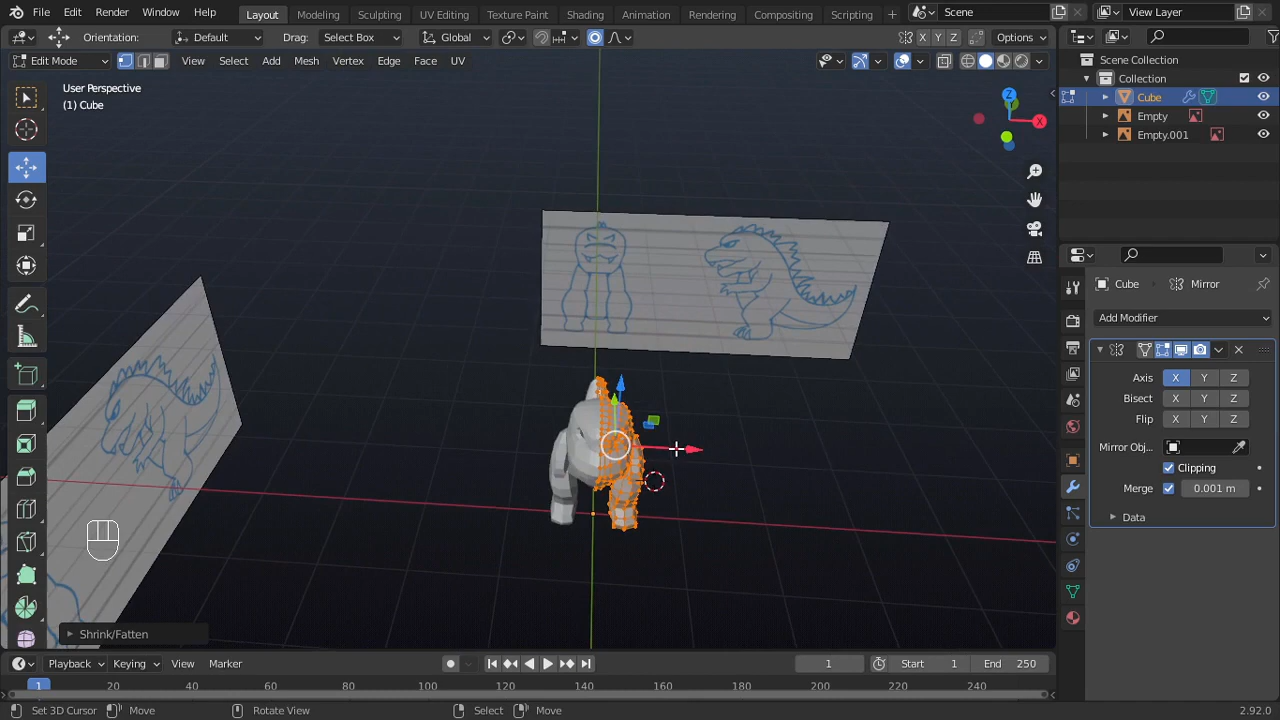 File Edit Render Window Help Layout Modeling Sculpting UV Editing Texture Paint Shading Animation Rendering Compositing Scripting + Scene View Layer
Orientation: Default Drag: Select Box Global X Y Z Options
Edit Mode View Select Add Mesh Vertex Edge Face UV
User Perspective
(1) Cube
Z
X
Scene Collection
Collection
Cube
Empty
Empty.001
Cube Mirror
Add Modifier
Axis X Y Z
Bisect X Y Z
Flip X Y Z
Mirror Obj...
Clipping
Merge 0.001 m
Data
Shrink/Fatten
Playback Keying View Marker 1 Start 1 End 250
1 20 40 60 80 100 120 140 160 180 200 220 240
Set 3D Cursor Move Rotate View Select Move 2.92.0